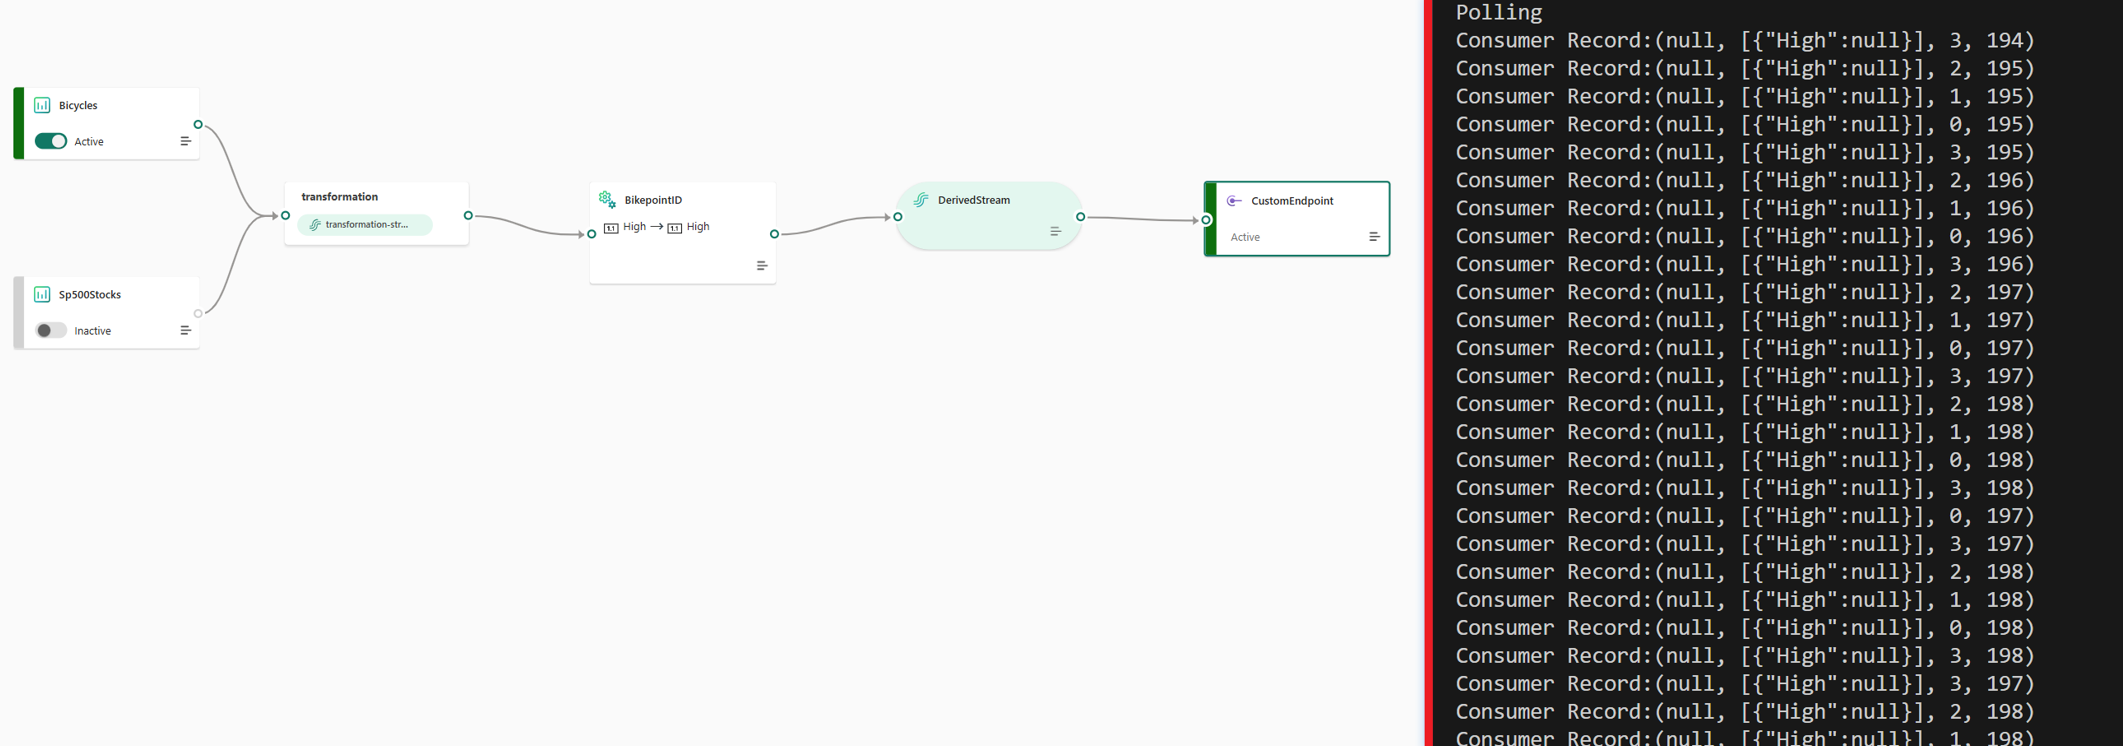 Bicycles
Active
Sp500Stocks
Inactive
transformation
transformation-str...
BikepointID
1.1 High → 1.1 High
DerivedStream
CustomEndpoint
Active
Polling
Consumer Record:(null, [{"High":null}], 3, 194)
Consumer Record:(null, [{"High":null}], 2, 195)
Consumer Record:(null, [{"High":null}], 1, 195)
Consumer Record:(null, [{"High":null}], 0, 195)
Consumer Record:(null, [{"High":null}], 3, 195)
Consumer Record:(null, [{"High":null}], 2, 196)
Consumer Record:(null, [{"High":null}], 1, 196)
Consumer Record:(null, [{"High":null}], 0, 196)
Consumer Record:(null, [{"High":null}], 3, 196)
Consumer Record:(null, [{"High":null}], 2, 197)
Consumer Record:(null, [{"High":null}], 1, 197)
Consumer Record:(null, [{"High":null}], 0, 197)
Consumer Record:(null, [{"High":null}], 3, 197)
Consumer Record:(null, [{"High":null}], 2, 198)
Consumer Record:(null, [{"High":null}], 1, 198)
Consumer Record:(null, [{"High":null}], 0, 198)
Consumer Record:(null, [{"High":null}], 3, 198)
Consumer Record:(null, [{"High":null}], 0, 197)
Consumer Record:(null, [{"High":null}], 3, 197)
Consumer Record:(null, [{"High":null}], 2, 198)
Consumer Record:(null, [{"High":null}], 1, 198)
Consumer Record:(null, [{"High":null}], 0, 198)
Consumer Record:(null, [{"High":null}], 3, 198)
Consumer Record:(null, [{"High":null}], 3, 197)
Consumer Record:(null, [{"High":null}], 2, 198)
Consumer Record:(null, [{"High":null}], 1, 198)